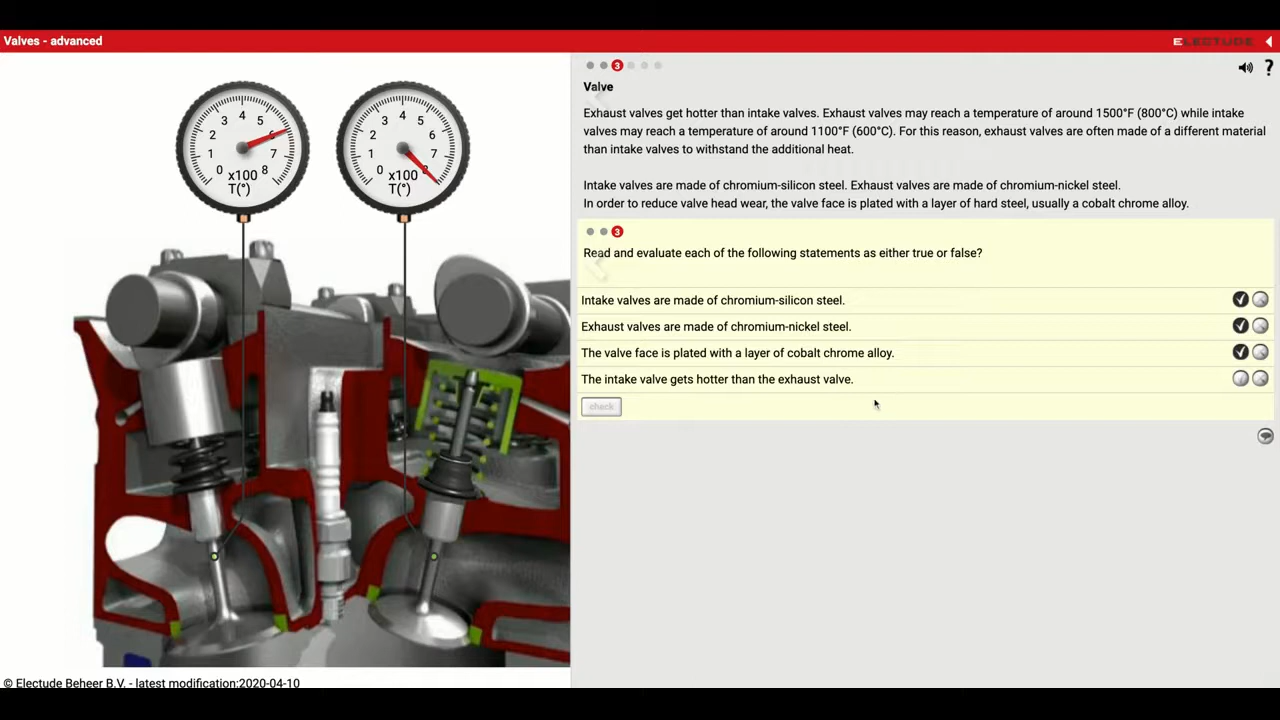 Valves - advanced
ELECTUDE
3
Valve
Exhaust valves get hotter than intake valves. Exhaust valves may reach a temperature of around 1500°F (800°C) while intake
valves may reach a temperature of around 1100°F (600°C). For this reason, exhaust valves are often made of a different material
than intake valves to withstand the additional heat.
Intake valves are made of chromium-silicon steel. Exhaust valves are made of chromium-nickel steel.
In order to reduce valve head wear, the valve face is plated with a layer of hard steel, usually a cobalt chrome alloy.
3
Read and evaluate each of the following statements as either true or false?
Intake valves are made of chromium-silicon steel.
Exhaust valves are made of chromium-nickel steel.
The valve face is plated with a layer of cobalt chrome alloy.
The intake valve gets hotter than the exhaust valve.
check
0 1 2 3 4 5 6 7 8
x100
T(°)
0 1 2 3 4 5 6 7 8
x100
T(°)
© Electude Beheer B.V. - latest modification:2020-04-10